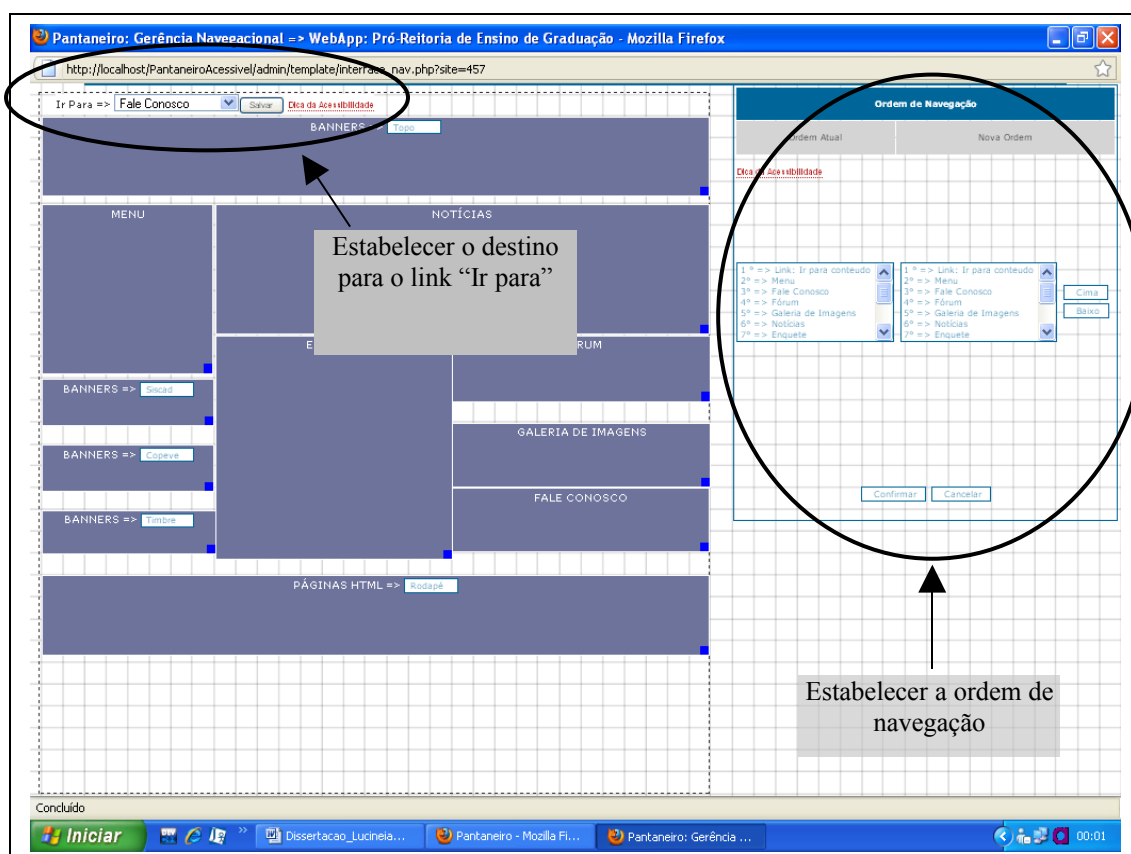 Pantaneiro: Gerência Navegacional => WebApp: Pró-Reitoria de Ensino de Graduação - Mozilla Firefox
http://localhost/PantaneiroAcessivel/admin/template/interface_nav.php?site=457
Ir Para => Fale Conosco Salvar Dica da Acessibilidade
BANNERS => Topo
MENU
NOTÍCIAS
Estabelecer o destino
para o link “Ir para”
E
RUM
BANNERS => Siscad
GALERIA DE IMAGENS
BANNERS => Copeve
FALE CONOSCO
BANNERS => Timbre
PÁGINAS HTML => Rodapé
Ordem de Navegação
Ordem Atual Nova Ordem
Dica da Acessibilidade
1 º => Link: Ir para conteudo
2º => Menu
3º => Fale Conosco
4º => Fórum
5º => Galeria de Imagens
6º => Notícias
7º => Enquete
1 º => Link: Ir para conteudo
2º => Menu
3º => Fale Conosco
4º => Fórum
5º => Galeria de Imagens
6º => Notícias
7º => Enquete
Cima
Baixo
Confirmar Cancelar
Estabelecer a ordem de
navegação
Concluído
Iniciar Dissertacao_Lucineia... Pantaneiro - Mozilla Fi... Pantaneiro: Gerência ... 00:01